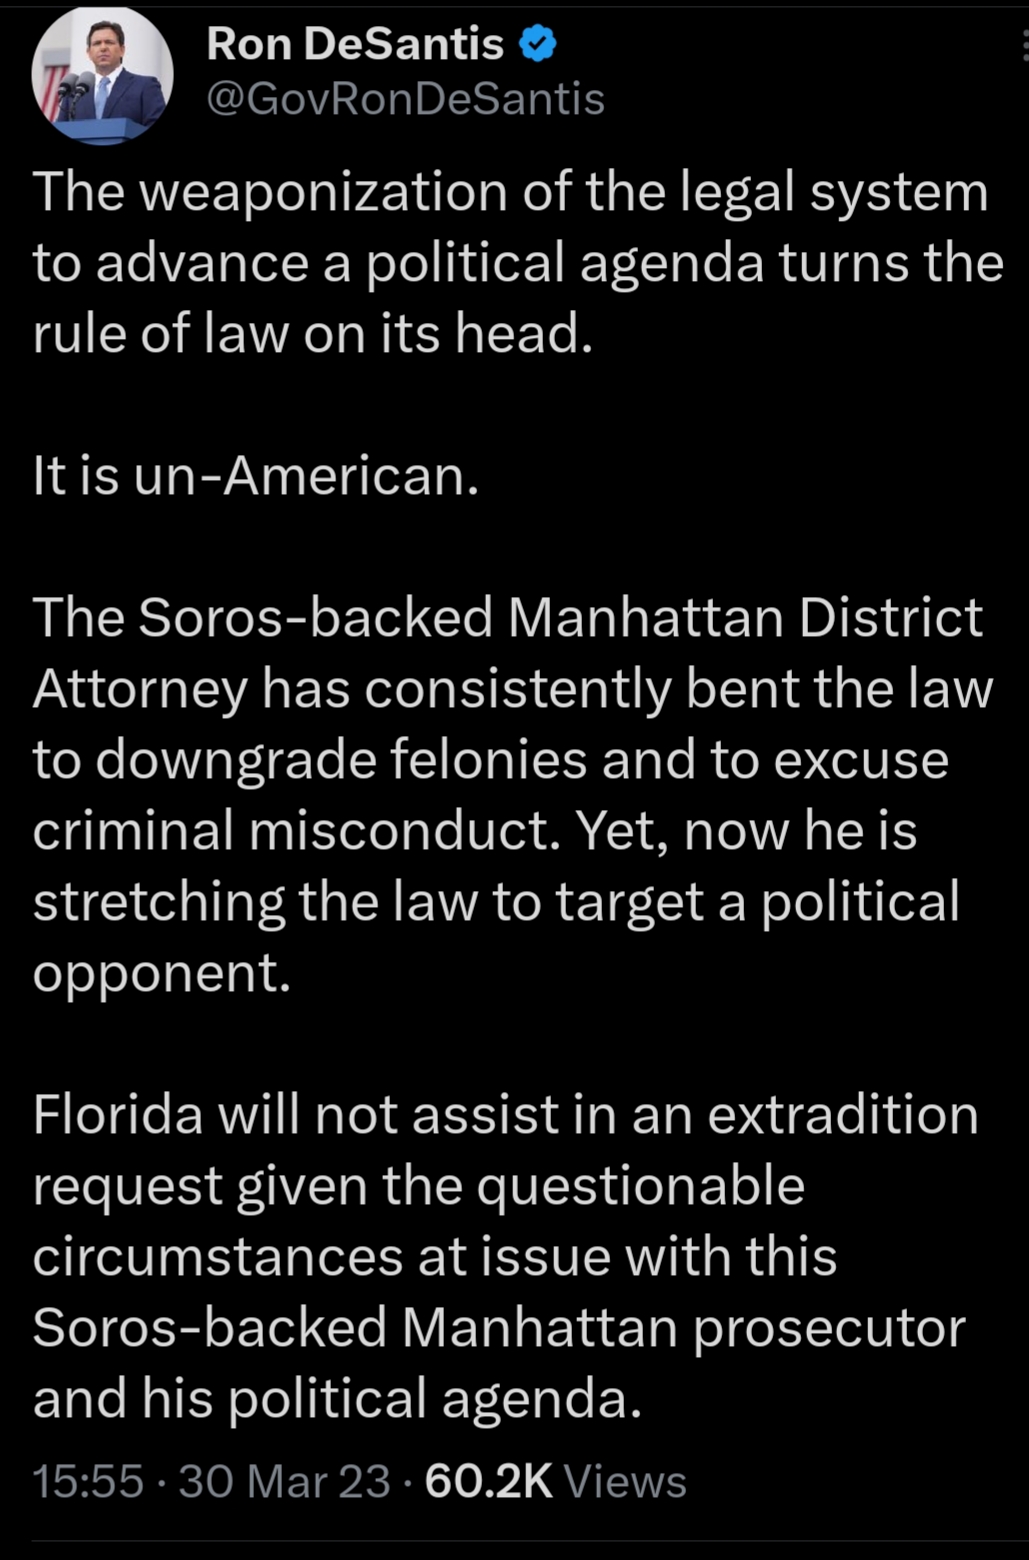 Ron DeSantis
@GovRonDeSantis
The weaponization of the legal system
to advance a political agenda turns the
rule of law on its head.
It is un-American.
The Soros-backed Manhattan District
Attorney has consistently bent the law
to downgrade felonies and to excuse
criminal misconduct. Yet, now he is
stretching the law to target a political
opponent.
Florida will not assist in an extradition
request given the questionable
circumstances at issue with this
Soros-backed Manhattan prosecutor
and his political agenda.
15:55 · 30 Mar 23 · 60.2K Views